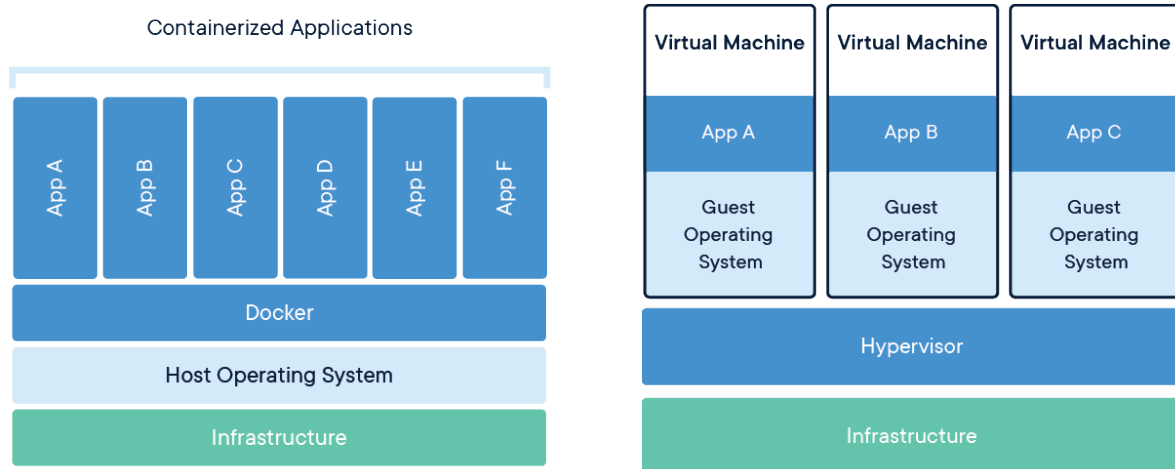 Containerized Applications
App A
App B
App C
App D
App E
App F
Docker
Host Operating System
Infrastructure
Virtual Machine
App A
Guest
Operating
System
Virtual Machine
App B
Guest
Operating
System
Virtual Machine
App C
Guest
Operating
System
Hypervisor
Infrastructure